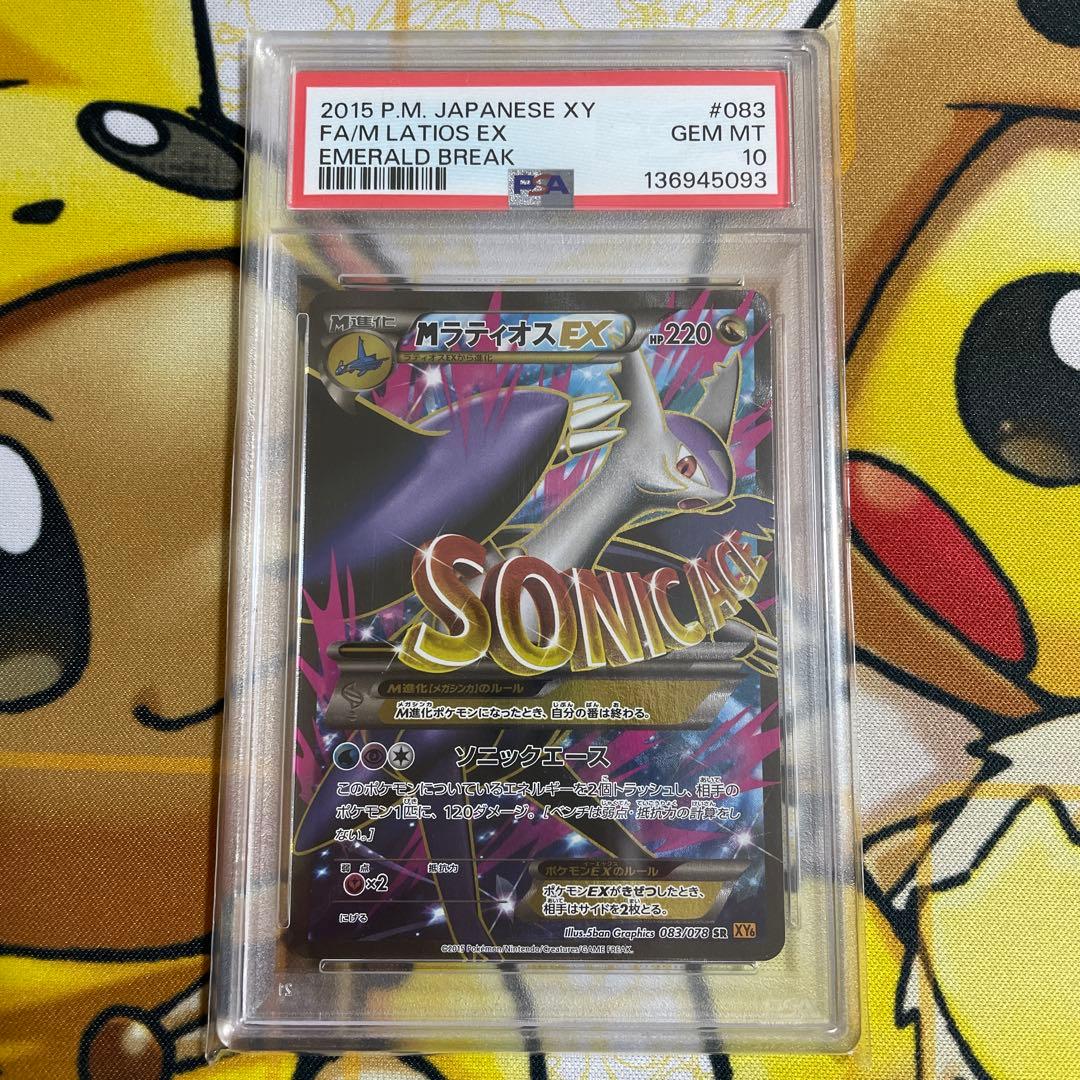 2015 P.M. JAPANESE XY #083
FA/M LATIOS EX GEM MT
EMERALD BREAK 10
PSA 136945093
M進化
MラティオスEX HP220
ラティオスEXから進化
SONIC ACE
M進化[メガシンカ]のルール
M進化ポケモンになったとき、自分の番は終わる。
ソニックエース
このポケモンについているエネルギーを2個トラッシュし、相手の
ポケモン1匹に、120ダメージ。[ベンチは弱点・抵抗力の計算をし
ない。]
弱点 抵抗力
×2
にげる
ポケモンEXのルール
ポケモンEXがきぜつしたとき、
相手はサイドを2枚とる。
Illus.5ban Graphics 083/078 SR XY6
©2015 Pokémon/Nintendo/Creatures/GAME FREAK.